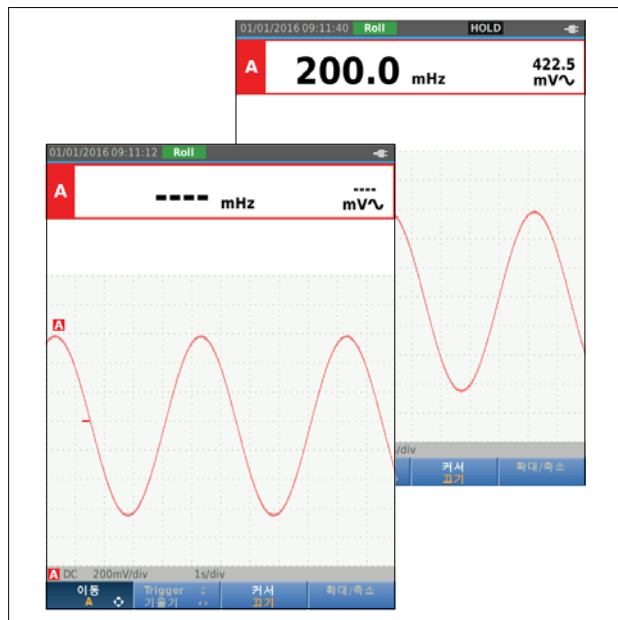 01/01/2016 09:11:40 Roll HOLD
A 200.0 mHz 422.5 mV
/div
커서 확대/축소
끄기
01/01/2016 09:11:12 Roll
A ---- mHz ---- mV
A
A DC 200mV/div 1s/div
이동 Trigger 커서 확대/축소
A 기울기 끄기